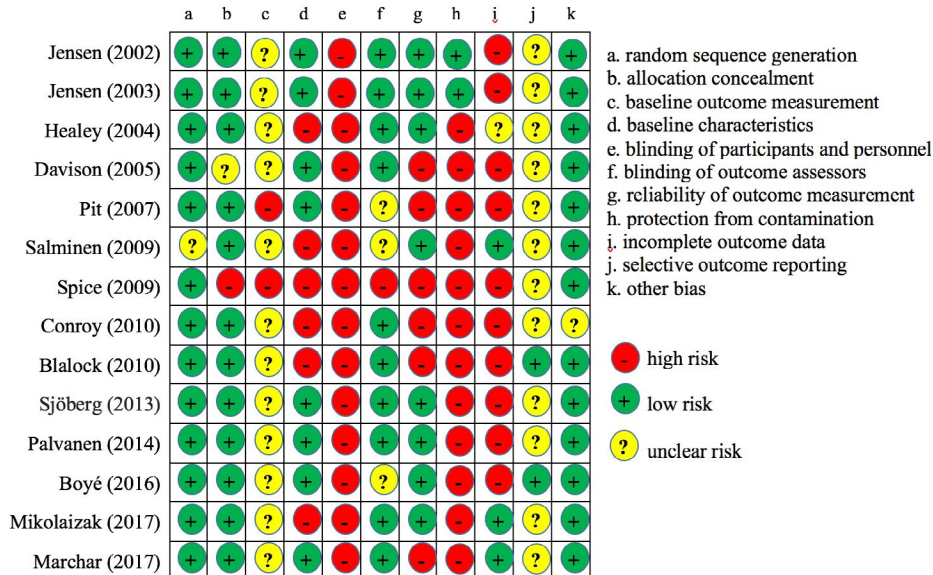 a b c d e f g h i j k
Jensen (2002) + + ? + - + + + - ? +
Jensen (2003) + + ? + - + + + - ? +
Healey (2004) + + ? - - + + - ? ? +
Davison (2005) + ? ? + - + - - - ? +
Pit (2007) + + - + - ? - - - ? +
Salminen (2009) ? + ? - - ? + - + ? +
Spice (2009) + - - - - - - - - ? +
Conroy (2010) + + ? - - + - - - ? ?
Blalock (2010) + + ? - - + - - - + +
Sjöberg (2013) + + ? + - + + - - ? +
Palvanen (2014) + + ? + - + + - - ? +
Boyé (2016) + + ? + - ? + - - + +
Mikolaizak (2017) + + ? - - + + - + ? +
Marchar (2017) + + ? + - + - - + ? +
a. random sequence generation
b. allocation concealment
c. baseline outcome measurement
d. baseline characteristics
e. blinding of participants and personnel
f. blinding of outcome assessors
g. reliability of outcome measurement
h. protection from contamination
i. incomplete outcome data
j. selective outcome reporting
k. other bias
- high risk
+ low risk
? unclear risk